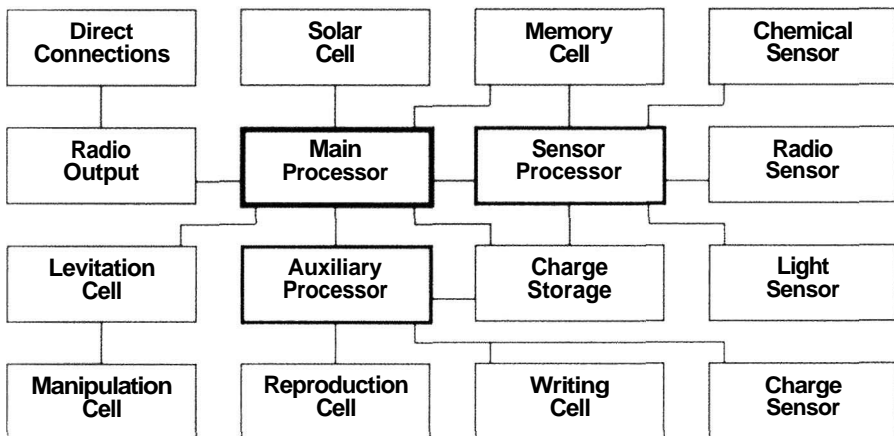 Direct
Connections
Solar
Cell
Memory
Cell
Chemical
Sensor
Radio
Output
Main
Processor
Sensor
Processor
Radio
Sensor
Levitation
Cell
Auxiliary
Processor
Charge
Storage
Light
Sensor
Manipulation
Cell
Reproduction
Cell
Writing
Cell
Charge
Sensor